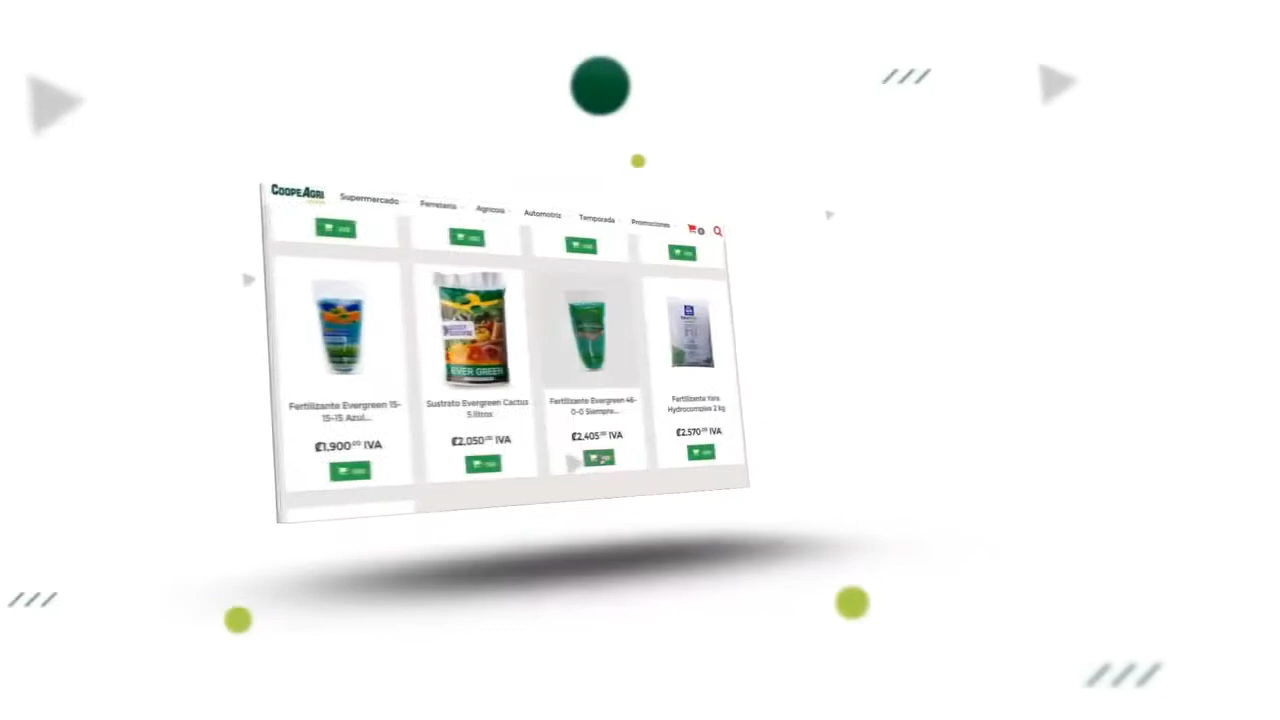 COOPEAGRI
Supermercado Ferretería Agrícola Automotriz Temporada Promociones 0
EVER GREEN
Fertilizante Evergreen 15-
15-15 Azul...
₡1,900.00 IVA
Sustrato Evergreen Cactus
5 litros
₡2,050.00 IVA
Fertilizante Evergreen 46-
0-0 Siempre...
₡2,405.00 IVA
Fertilizante Yara
Hydrocomplex 2 kg
₡2,570.00 IVA